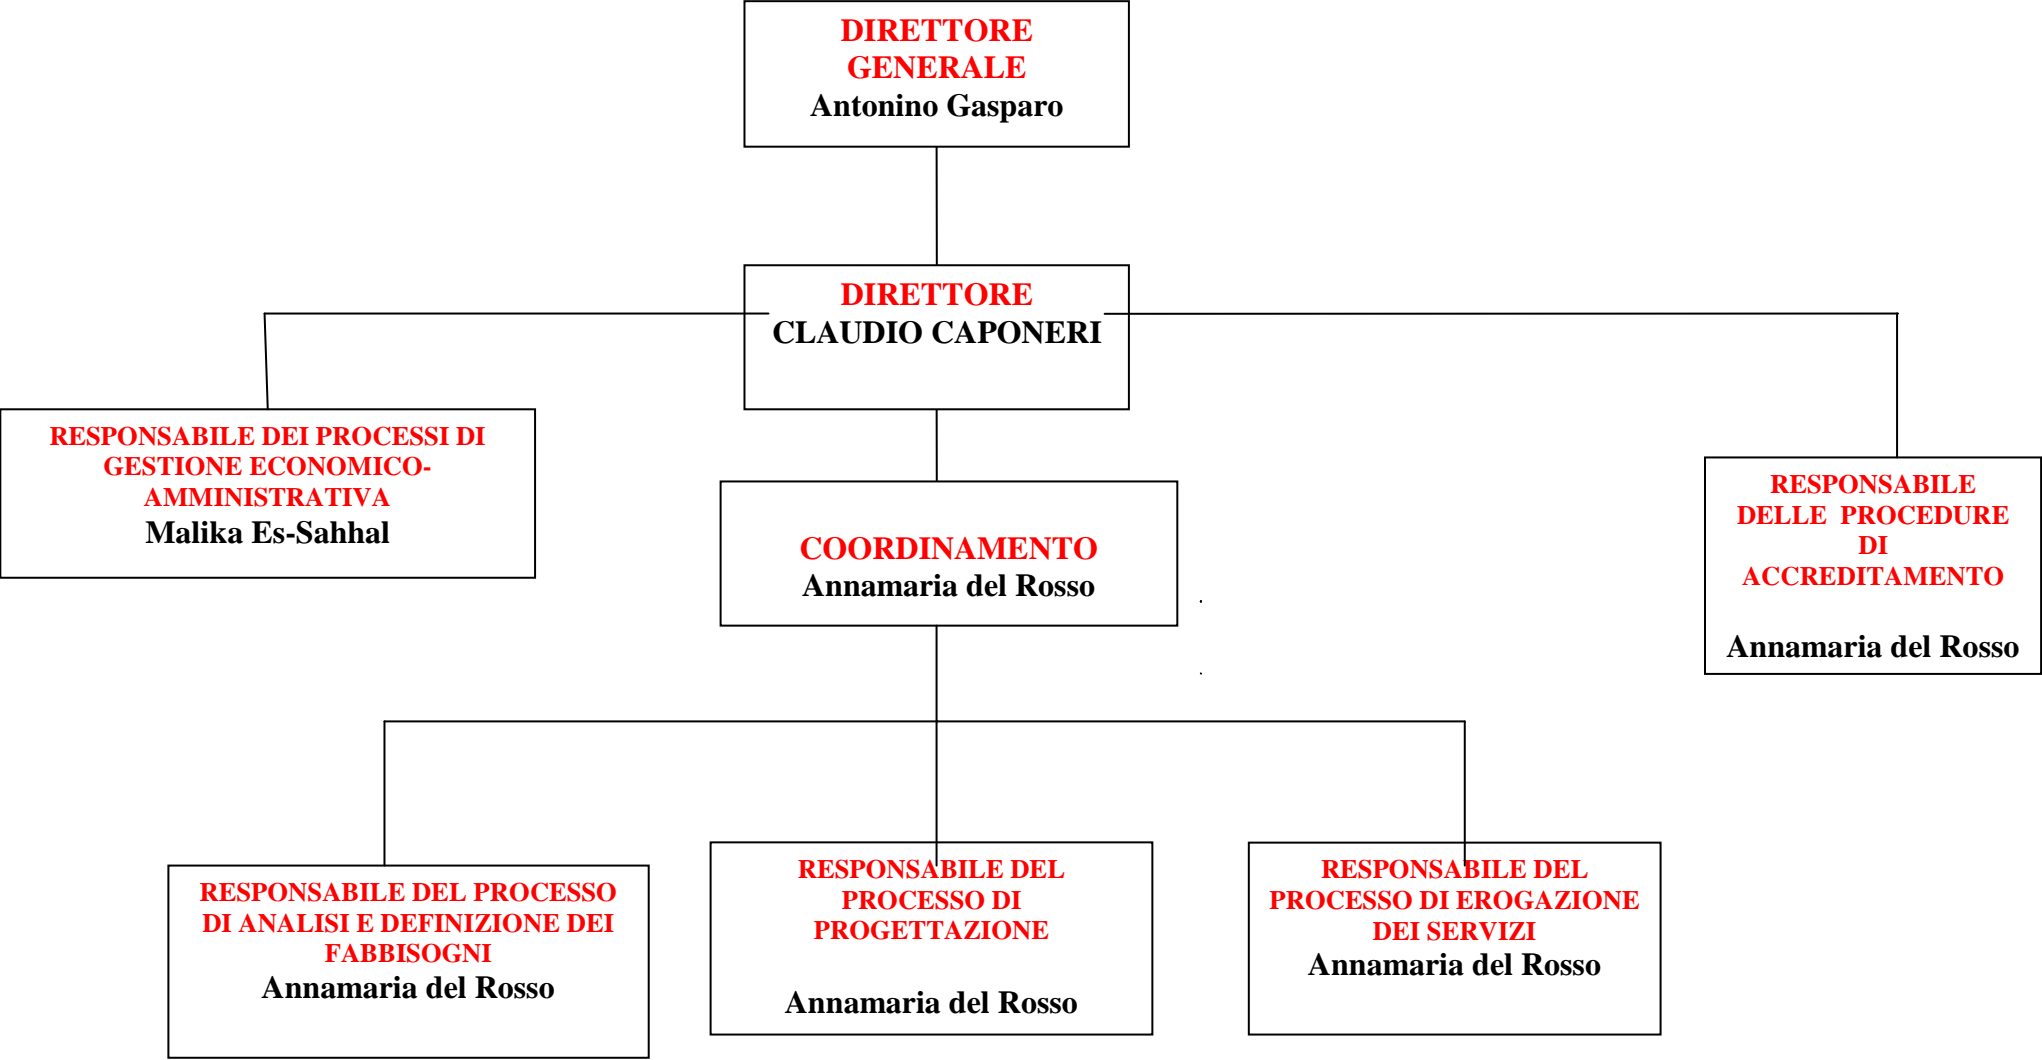 DIRETTORE
GENERALE
Antonino Gasparo
DIRETTORE
CLAUDIO CAPONERI
RESPONSABILE DEI PROCESSI DI
GESTIONE ECONOMICO-
AMMINISTRATIVA
Malika Es-Sahhal
COORDINAMENTO
Annamaria del Rosso
RESPONSABILE
DELLE PROCEDURE
DI
ACCREDITAMENTO
Annamaria del Rosso
RESPONSABILE DEL PROCESSO
DI ANALISI E DEFINIZIONE DEI
FABBISOGNI
Annamaria del Rosso
RESPONSABILE DEL
PROCESSO DI
PROGETTAZIONE
Annamaria del Rosso
RESPONSABILE DEL
PROCESSO DI EROGAZIONE
DEI SERVIZI
Annamaria del Rosso